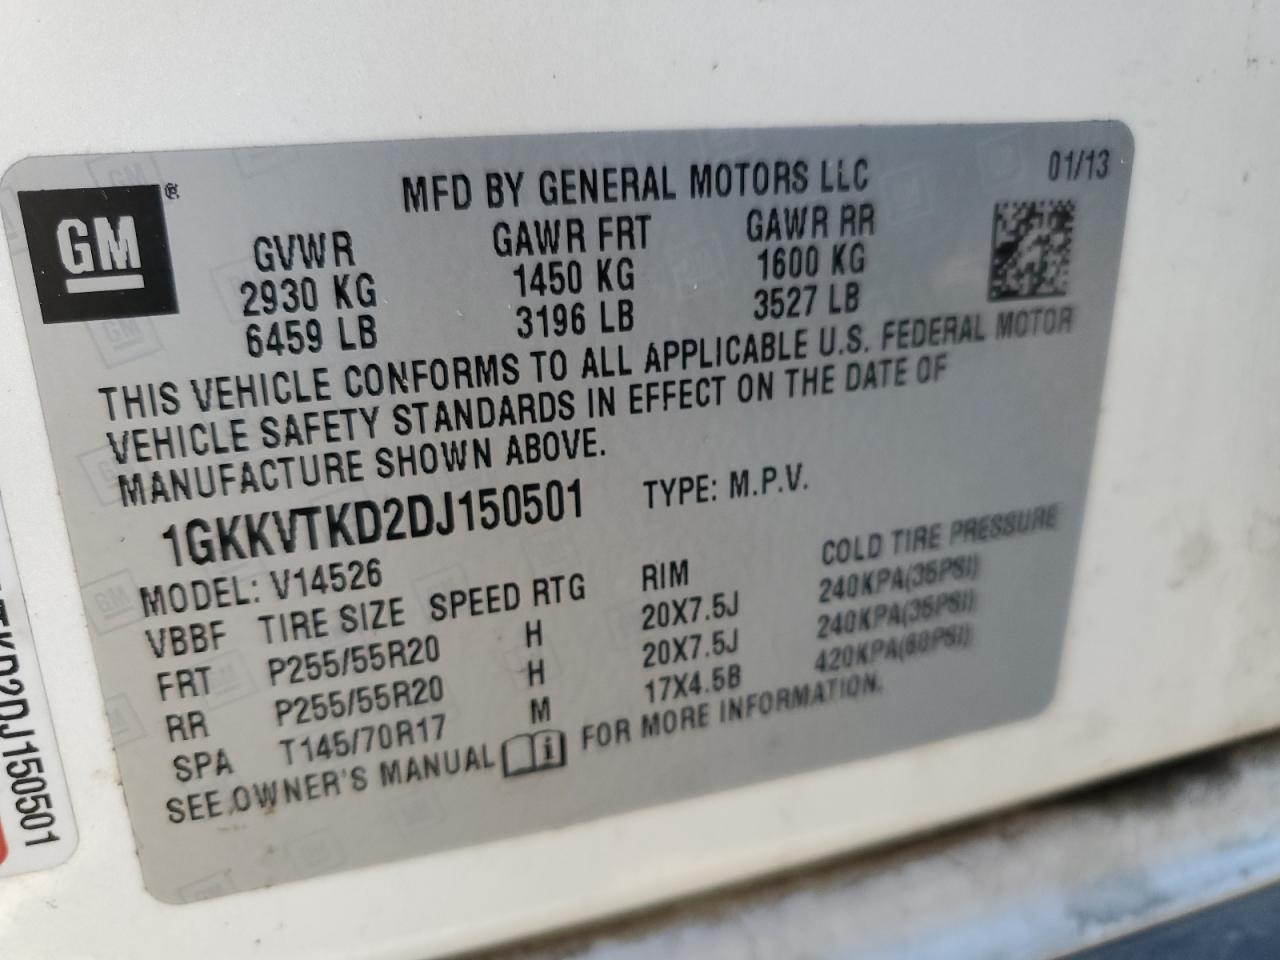 GM®
MFD BY GENERAL MOTORS LLC 01/13
GVWR GAWR FRT GAWR RR
2930 KG 1450 KG 1600 KG
6459 LB 3196 LB 3527 LB
THIS VEHICLE CONFORMS TO ALL APPLICABLE U.S. FEDERAL MOTOR
VEHICLE SAFETY STANDARDS IN EFFECT ON THE DATE OF
MANUFACTURE SHOWN ABOVE.
1GKKVTKD2DJ150501 TYPE: M.P.V.
MODEL: V14526
VBBF TIRE SIZE SPEED RTG RIM COLD TIRE PRESSURE
FRT P255/55R20 H 20X7.5J 240KPA(35PSI)
RR P255/55R20 H 20X7.5J 240KPA(35PSI)
SPA T145/70R17 M 17X4.5B 420KPA(60PSI)
SEE OWNER'S MANUAL FOR MORE INFORMATION.
TKD2DJ150501